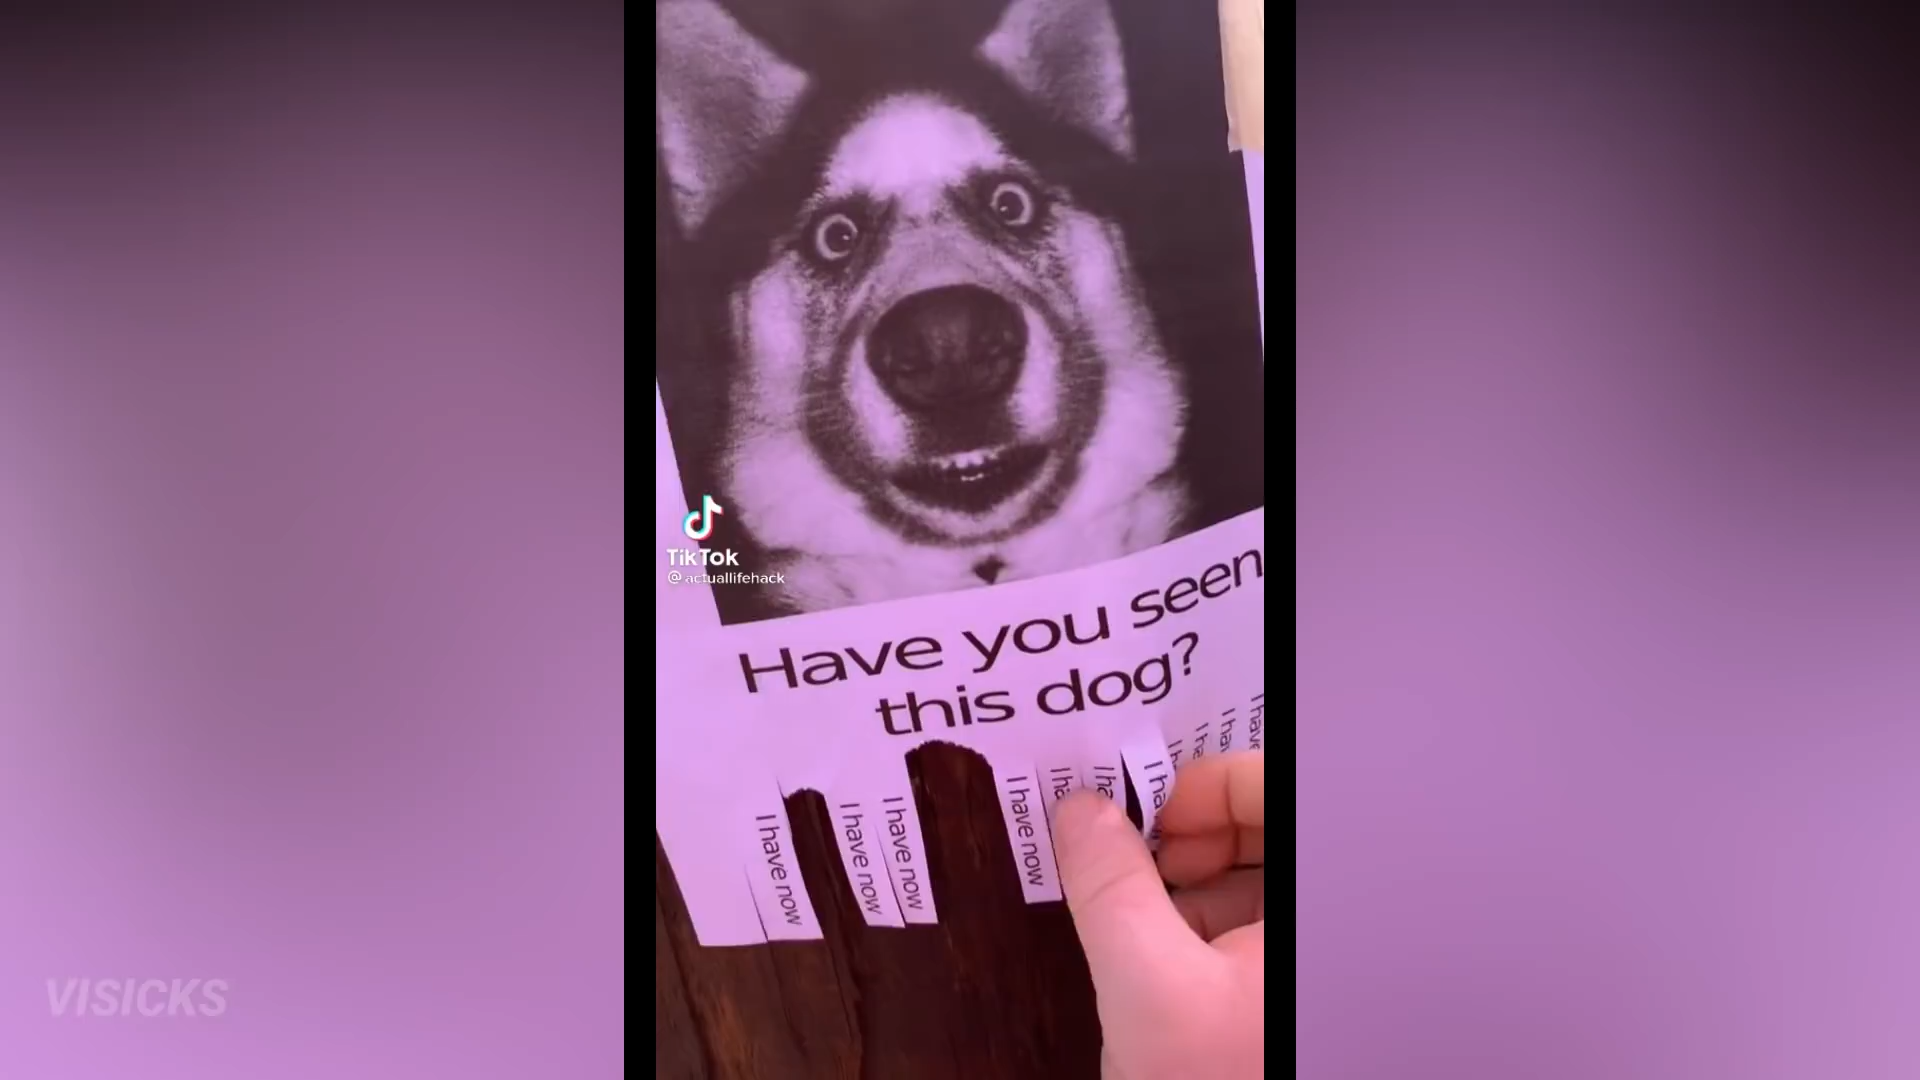 TikTok
@actuallifehack
Have you seen
this dog?
I have now
I have now
I have now
I have now
VISICKS